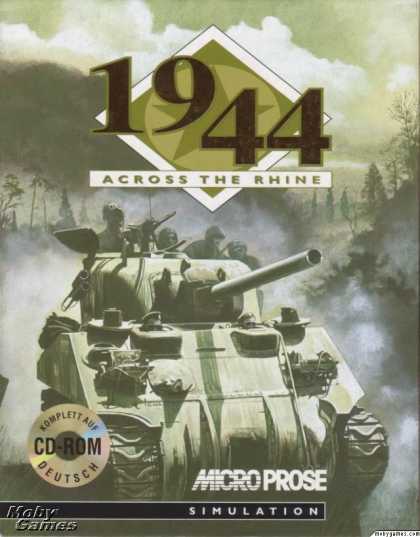 1944
ACROSS THE RHINE
KOMPLETT AUF
CD-ROM
DEUTSCH
MICROPROSE
SIMULATION
Moby
Games
mobygames.com